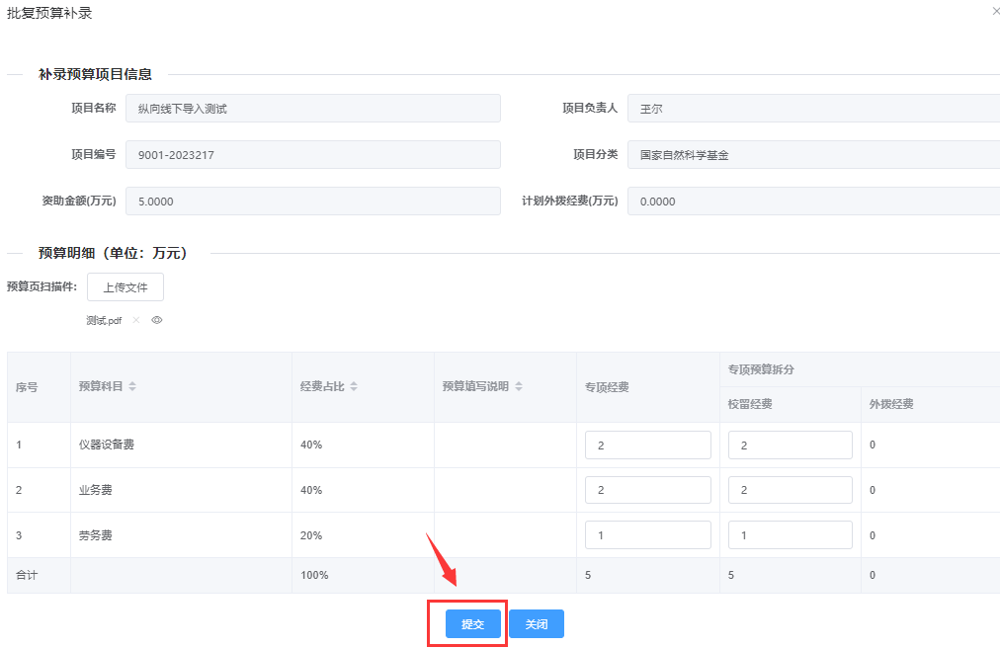 批复预算补录
补录预算项目信息
项目名称 纵向线下导入测试 项目负责人 王尔
项目编号 9001-2023217 项目分类 国家自然科学基金
资助金额(万元) 5.0000 计划外拨经费(万元) 0.0000
预算明细（单位：万元）
预算页扫描件: 上传文件
测试.pdf
序号 预算科目 经费占比 预算填写说明 专项经费 专项预算拆分
校留经费 外拨经费
1 仪器设备费 40% 2 2 0
2 业务费 40% 2 2 0
3 劳务费 20% 1 1 0
合计 100% 5 5 0
提交 关闭